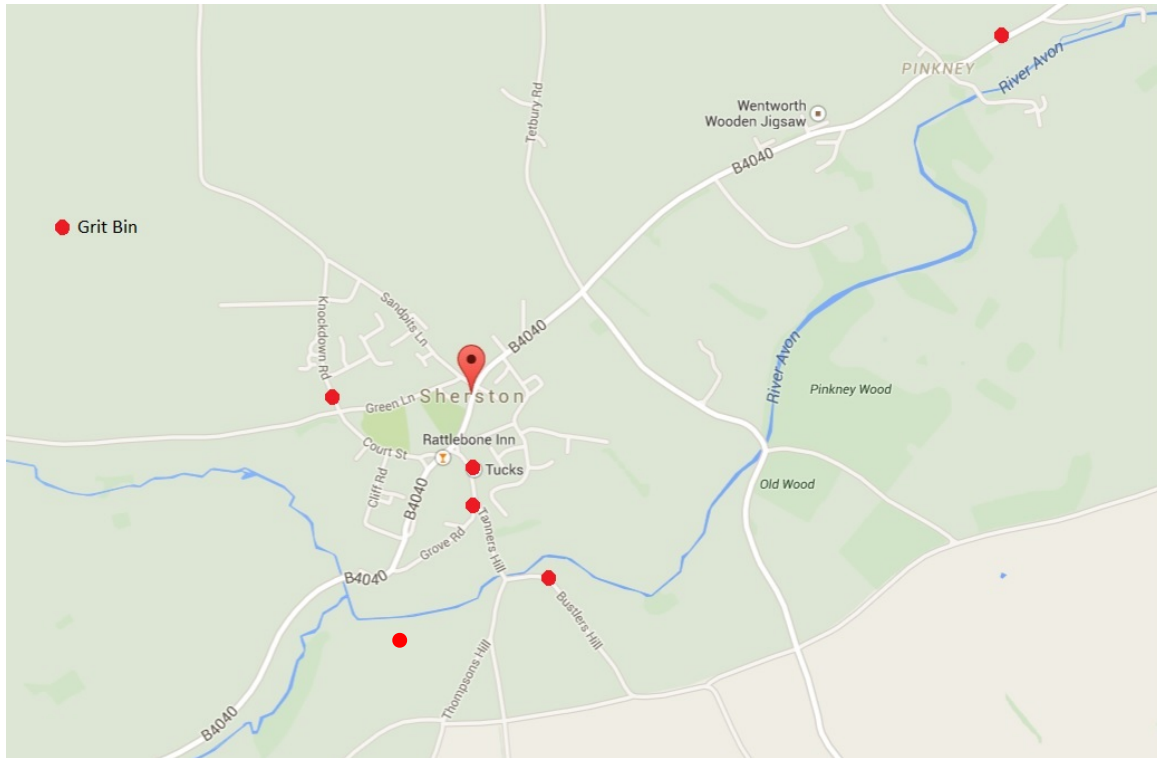 PINKNEY
River Avon
Wentworth
Wooden Jigsaw
Tetbury Rd
B4040
Grit Bin
Knockdown Rd
Sandpits Ln
B4040
River Avon
Green Ln
Sherston
Pinkney Wood
Court St
Rattlebone Inn
Tucks
Cliff Rd
B4040
Old Wood
Grove Rd
Tanners Hill
B4040
Bustlers Hill
Thompsons Hill
B4040